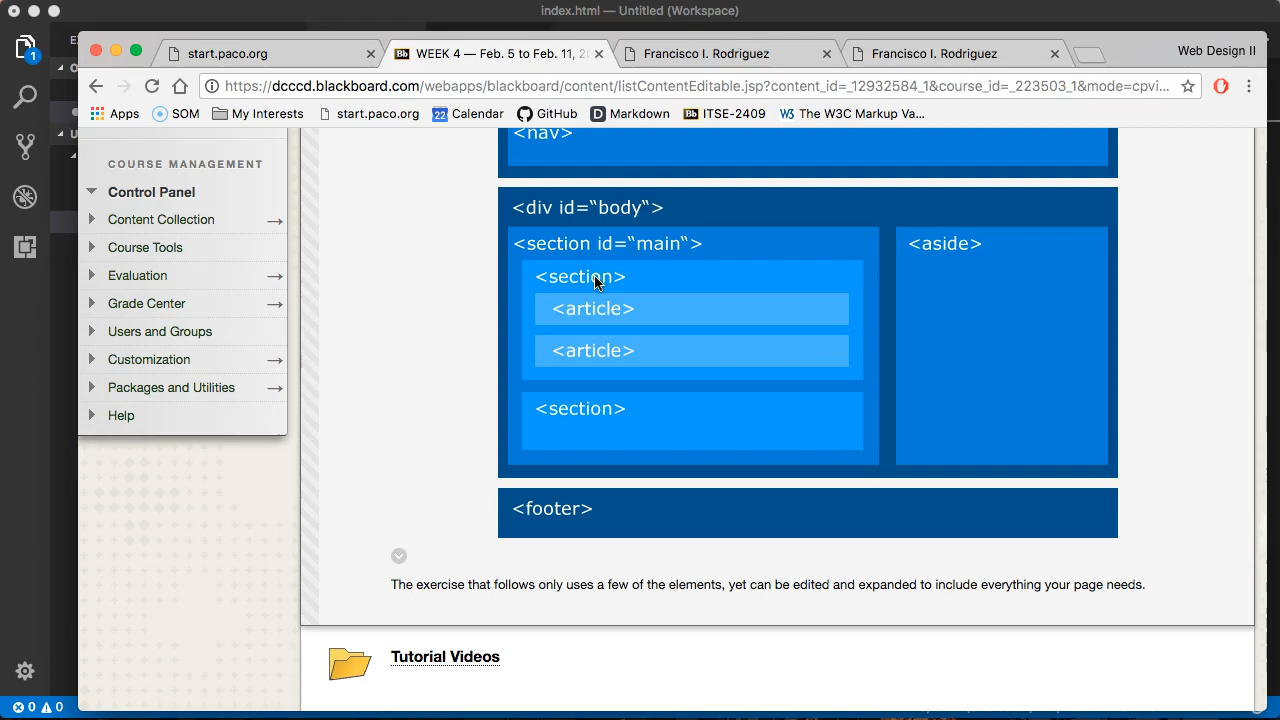 index.html — Untitled (Workspace)
start.paco.org
Bb WEEK 4 — Feb. 5 to Feb. 11, 2
Francisco I. Rodriguez
Francisco I. Rodriguez
Web Design II
1
https://dcccd.blackboard.com/webapps/blackboard/content/listContentEditable.jsp?content_id=_12932584_1&course_id=_223503_1&mode=cpvi...
Apps
SOM
My Interests
start.paco.org
22 Calendar
GitHub
D Markdown
Bb ITSE-2409
W3 The W3C Markup Va...
<nav>
COURSE MANAGEMENT
Control Panel
Content Collection
Course Tools
Evaluation
Grade Center
Users and Groups
Customization
Packages and Utilities
Help
<div id="body">
<section id="main">
<aside>
<section>
<article>
<article>
<section>
<footer>
The exercise that follows only uses a few of the elements, yet can be edited and expanded to include everything your page needs.
Tutorial Videos
0 0